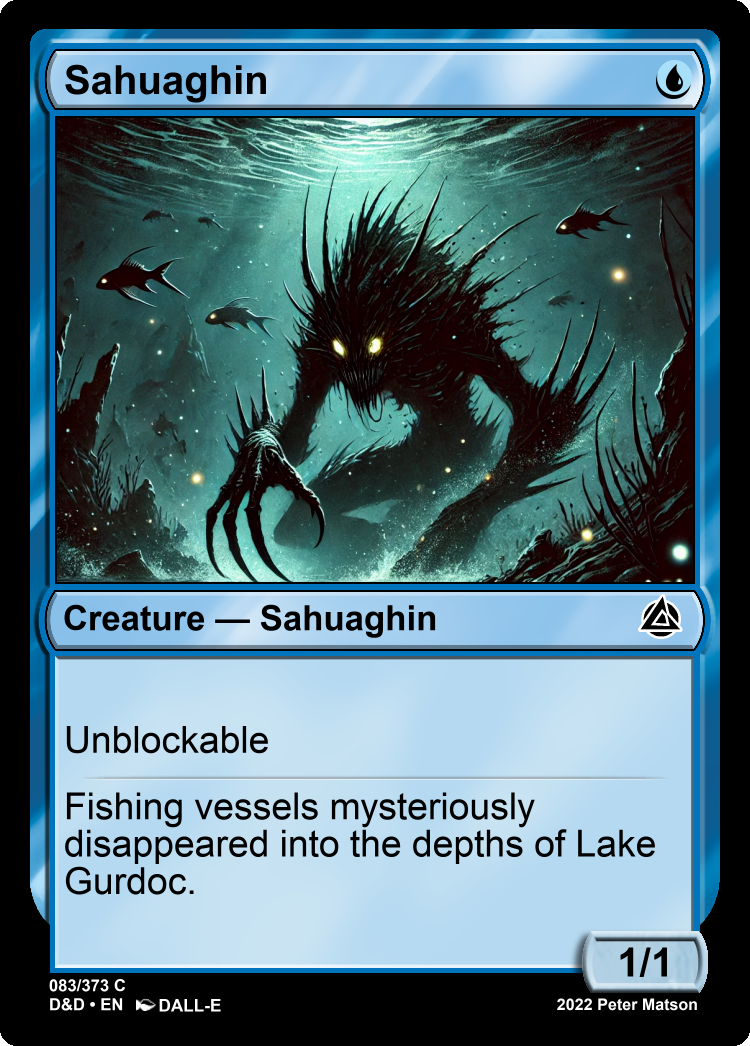 Sahuaghin
Creature — Sahuaghin
Unblockable
Fishing vessels mysteriously
disappeared into the depths of Lake
Gurdoc.
1/1
083/373 C
D&D • EN DALL-E
2022 Peter Matson